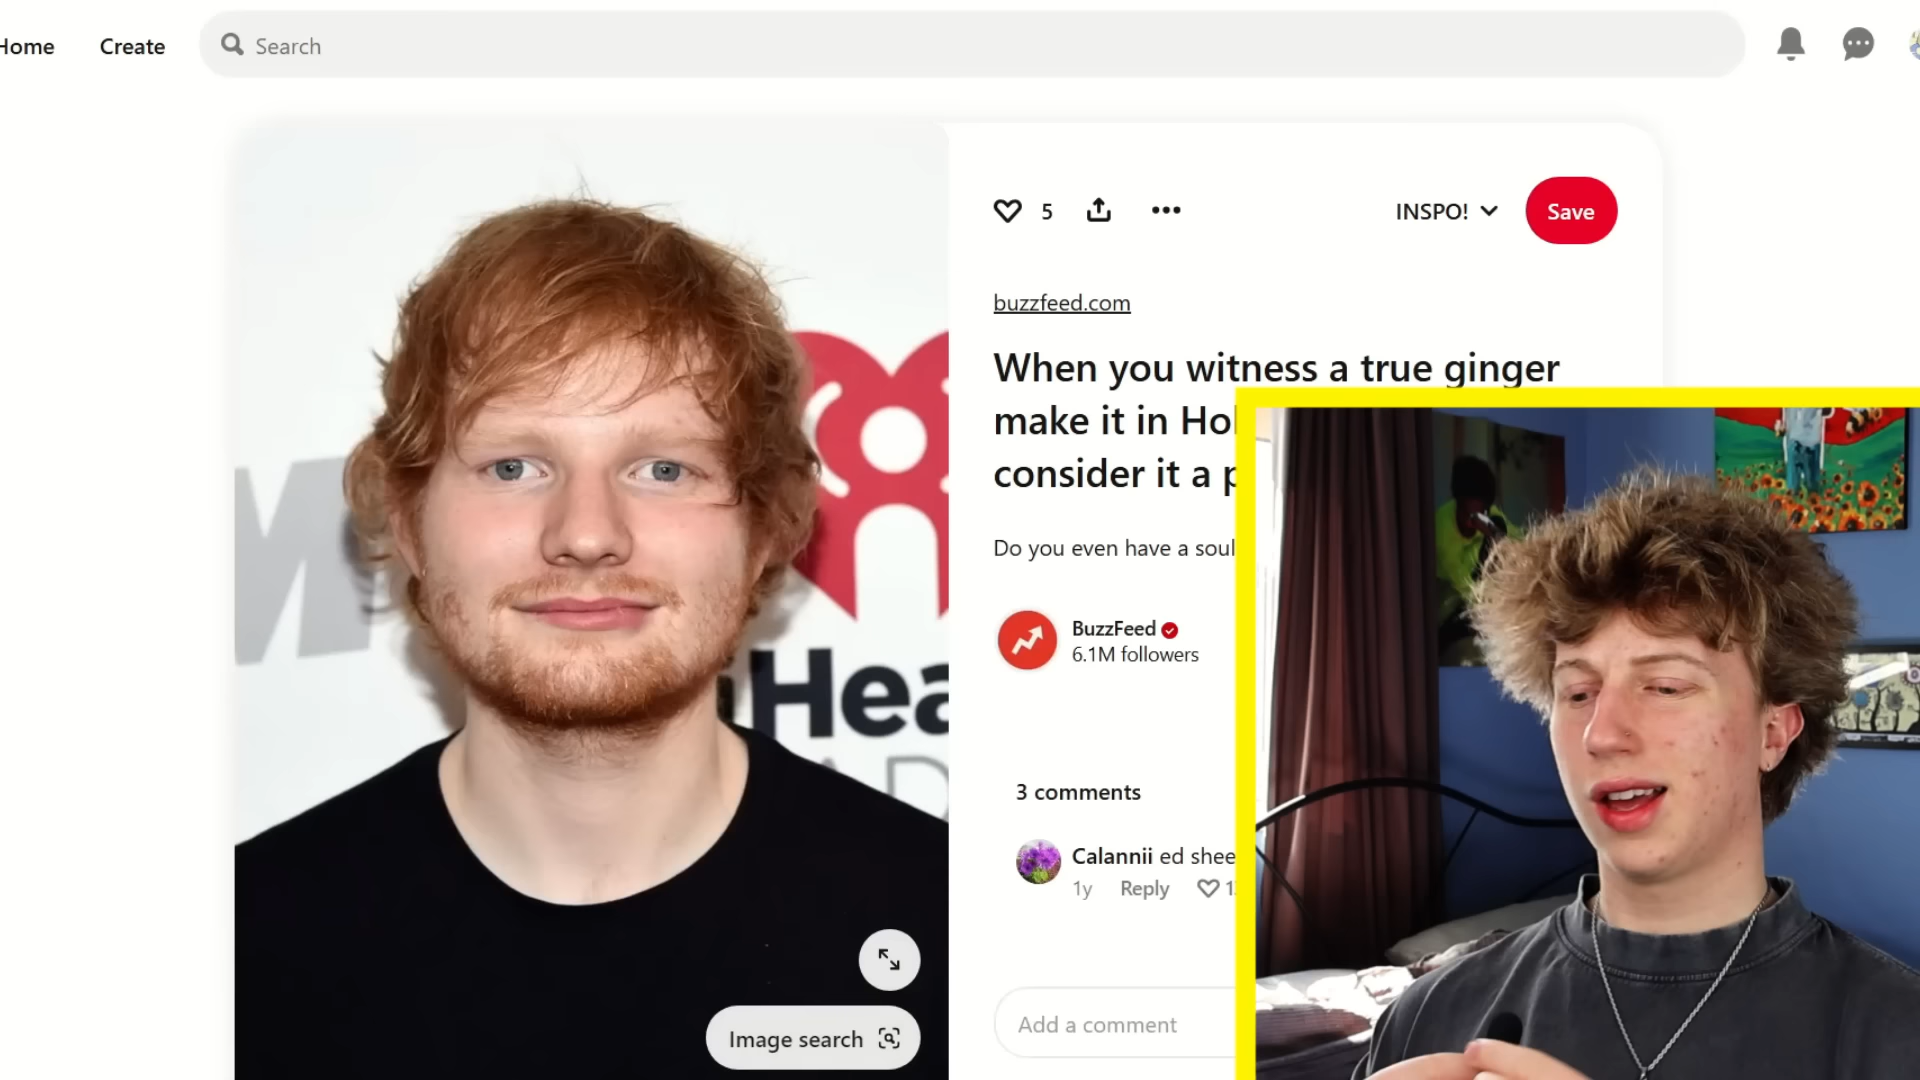 Home
Create
Search
5
INSPO!
Save
buzzfeed.com
When you witness a true ginger
make it in
consider it a
Do you even have a soul
BuzzFeed
6.1M followers
3 comments
Calannii ed shee
1y
Reply
Add a comment
Image search
M
Hea
AD